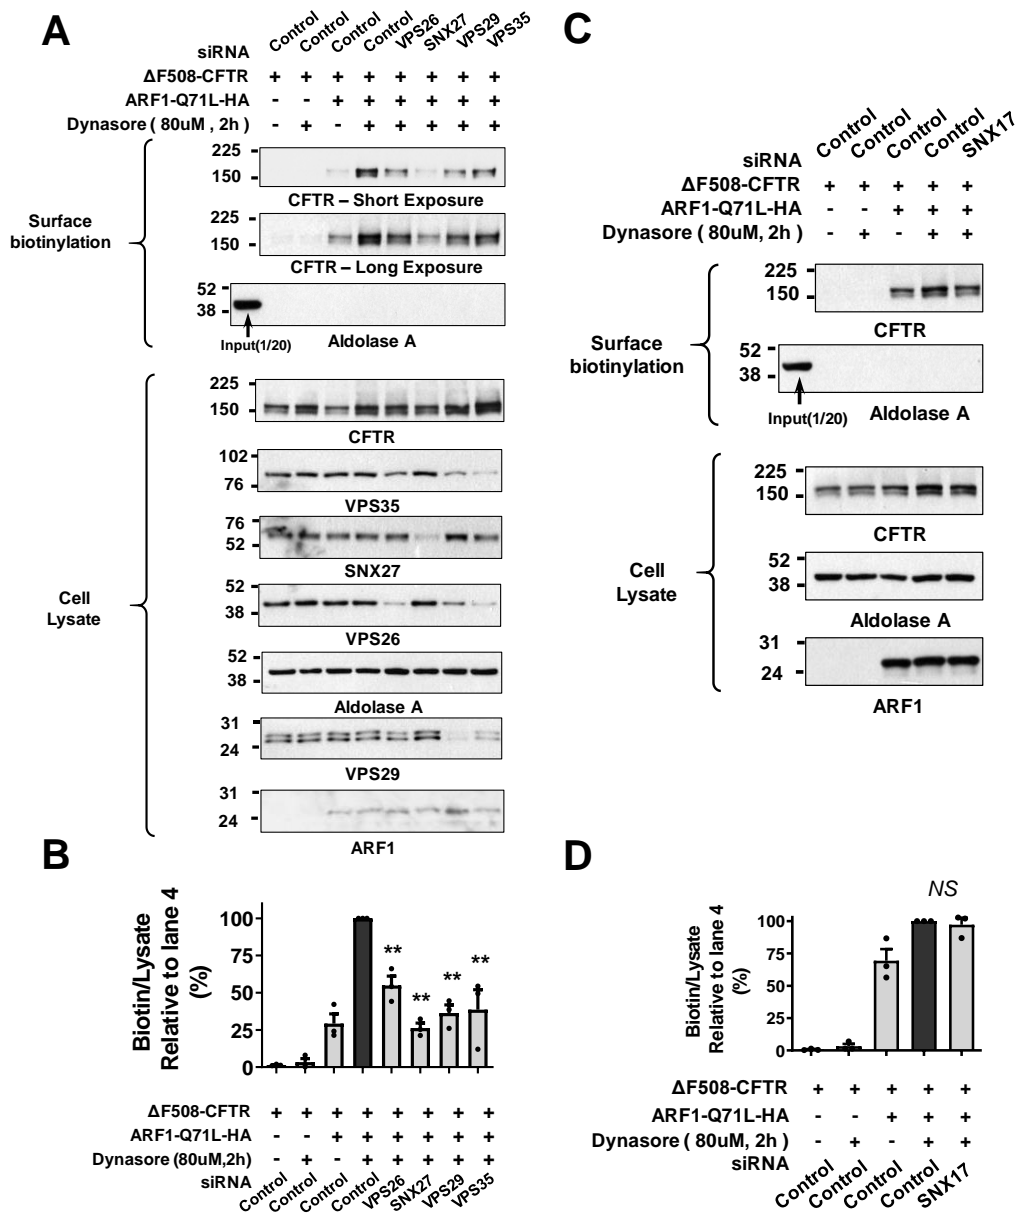 A
siRNA
Control
Control
Control
Control
VPS26
SNX27
VPS29
VPS35
ΔF508-CFTR + + + + + + + +
ARF1-Q71L-HA - - + + + + + +
Dynasore ( 80uM , 2h ) - + - + + + + +
Surface
biotinylation
225
150
CFTR – Short Exposure
225
150
CFTR – Long Exposure
52
38
Input(1/20)
Aldolase A
Cell
Lysate
225
150
CFTR
102
76
VPS35
76
52
SNX27
52
38
VPS26
52
38
Aldolase A
31
24
VPS29
31
24
ARF1
B
Biotin/Lysate
Relative to lane 4
(%)
100
75
50
25
0
**
**
**
**
ΔF508-CFTR + + + + + + + +
ARF1-Q71L-HA - - + + + + + +
Dynasore (80uM,2h) - + - + + + + +
siRNA
Control
Control
Control
Control
VPS26
SNX27
VPS29
VPS35
C
siRNA
Control
Control
Control
Control
SNX17
ΔF508-CFTR + + + + +
ARF1-Q71L-HA - - + + +
Dynasore ( 80uM, 2h ) - + - + +
Surface
biotinylation
225
150
CFTR
52
38
Input(1/20)
Aldolase A
Cell
Lysate
225
150
CFTR
52
38
Aldolase A
31
24
ARF1
D
Biotin/Lysate
Relative to lane 4
(%)
100
75
50
25
0
NS
ΔF508-CFTR + + + + +
ARF1-Q71L-HA - - + + +
Dynasore ( 80uM, 2h ) - + - + +
siRNA
Control
Control
Control
Control
SNX17